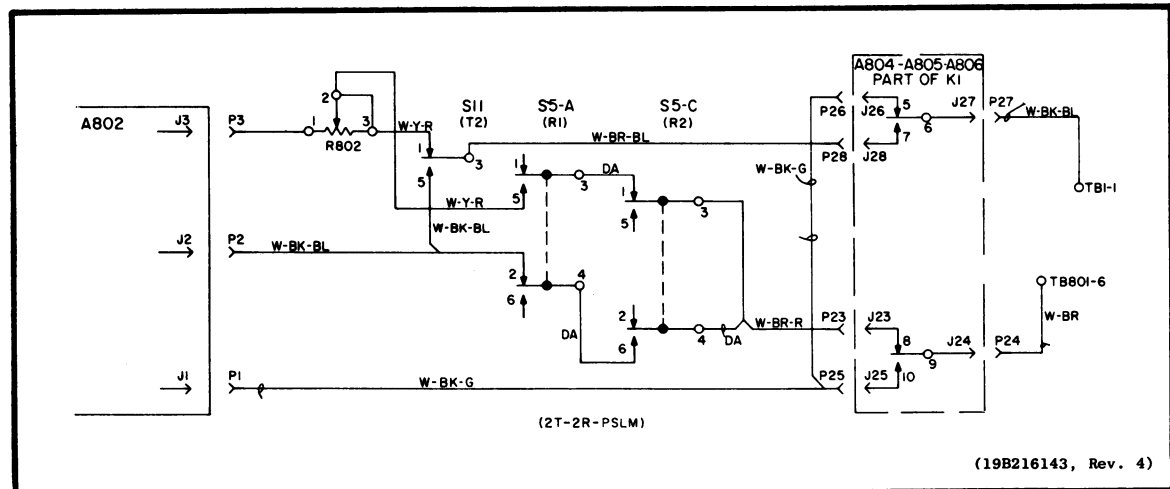 A804-A805-A806
PART OF K1
A802
J3
P3
1
2
3
R802
W-Y-R
S11
(T2)
S5-A
(R1)
S5-C
(R2)
W-BR-BL
P26
J26
5
6
7
J27
P27
W-BK-BL
P28
J28
1
3
5
W-Y-R
1
3
5
DA
1
3
5
W-BK-G
TB1-1
W-BK-BL
J2
P2
W-BK-BL
2
4
6
DA
2
4
6
DA
W-BR-R
P23
J23
8
9
10
J24
P24
TB801-6
W-BR
J1
P1
W-BK-G
P25
J25
(2T-2R-PSLM)
(19B216143, Rev. 4)